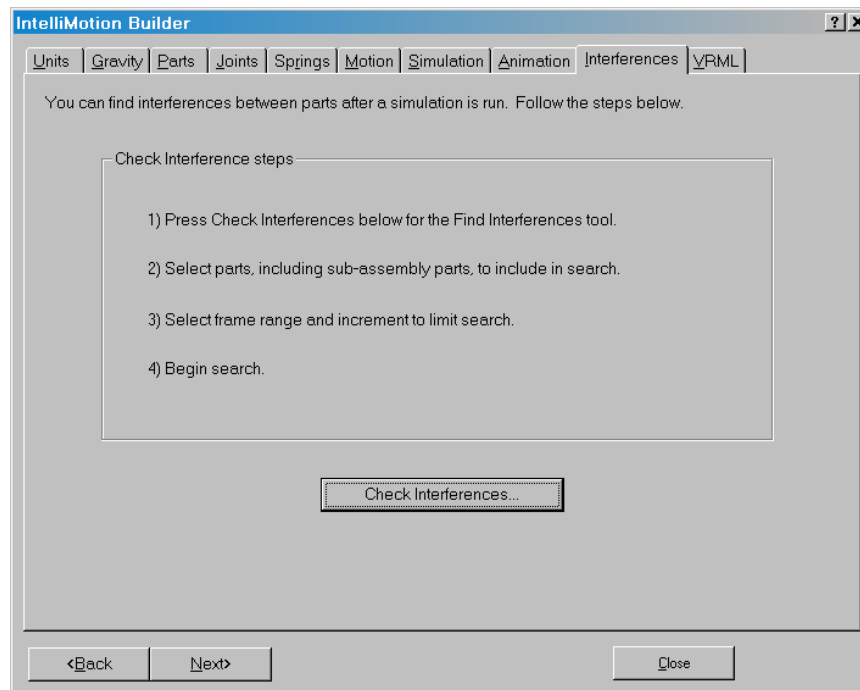 IntelliMotion Builder
? X
Units Gravity Parts Joints Springs Motion Simulation Animation Interferences VRML
You can find interferences between parts after a simulation is run. Follow the steps below.
Check Interference steps
1) Press Check Interferences below for the Find Interferences tool.
2) Select parts, including sub-assembly parts, to include in search.
3) Select frame range and increment to limit search.
4) Begin search.
Check Interferences...
<Back Next> Close